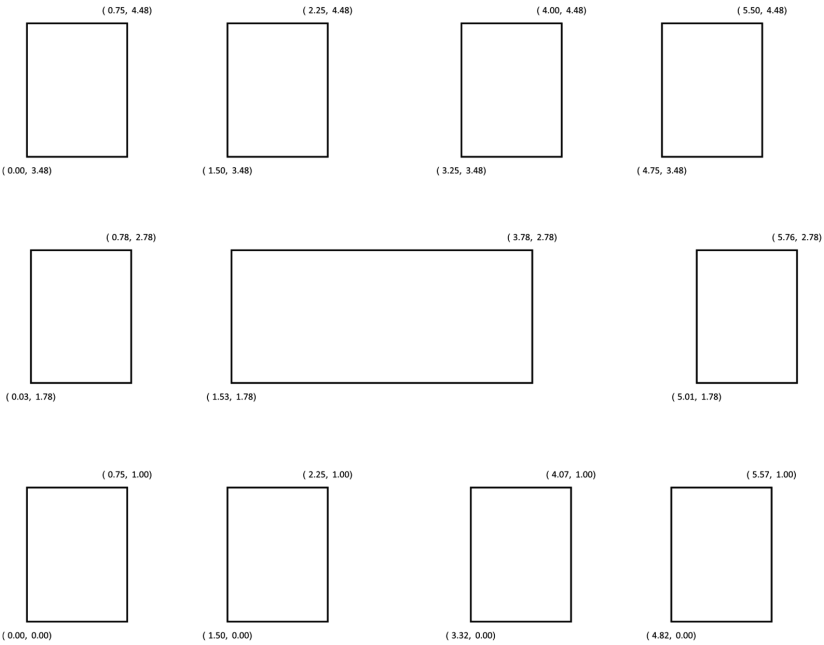 ( 0.75, 4.48) ( 2.25, 4.48) ( 4.00, 4.48) ( 5.50, 4.48)
( 0.00, 3.48) ( 1.50, 3.48) ( 3.25, 3.48) ( 4.75, 3.48)
( 0.78, 2.78) ( 3.78, 2.78) ( 5.76, 2.78)
( 0.03, 1.78) ( 1.53, 1.78) ( 5.01, 1.78)
( 0.75, 1.00) ( 2.25, 1.00) ( 4.07, 1.00) ( 5.57, 1.00)
( 0.00, 0.00) ( 1.50, 0.00) ( 3.32, 0.00) ( 4.82, 0.00)